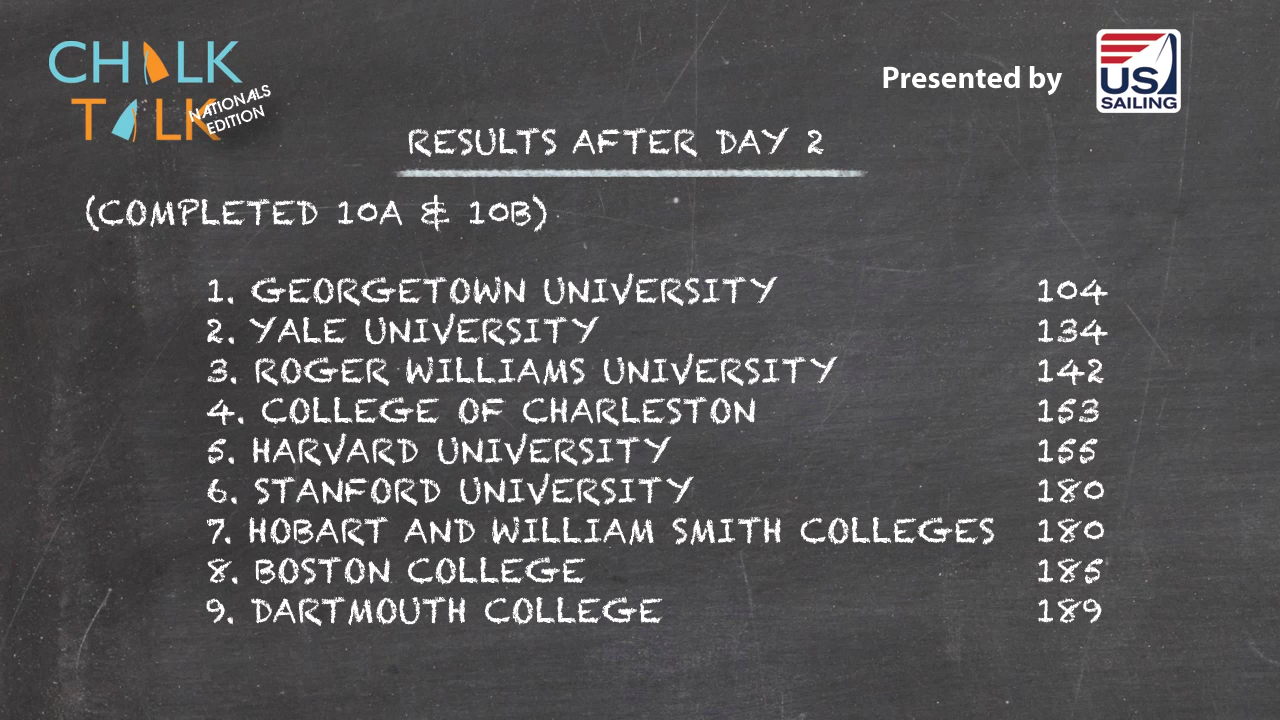 CHALK
TALK
NATIONALS
EDITION
Presented by
US
SAILING
RESULTS AFTER DAY 2
(COMPLETED 10A & 10B)
1. GEORGETOWN UNIVERSITY 104
2. YALE UNIVERSITY 134
3. ROGER WILLIAMS UNIVERSITY 142
4. COLLEGE OF CHARLESTON 153
5. HARVARD UNIVERSITY 155
6. STANFORD UNIVERSITY 180
7. HOBART AND WILLIAM SMITH COLLEGES 180
8. BOSTON COLLEGE 185
9. DARTMOUTH COLLEGE 189